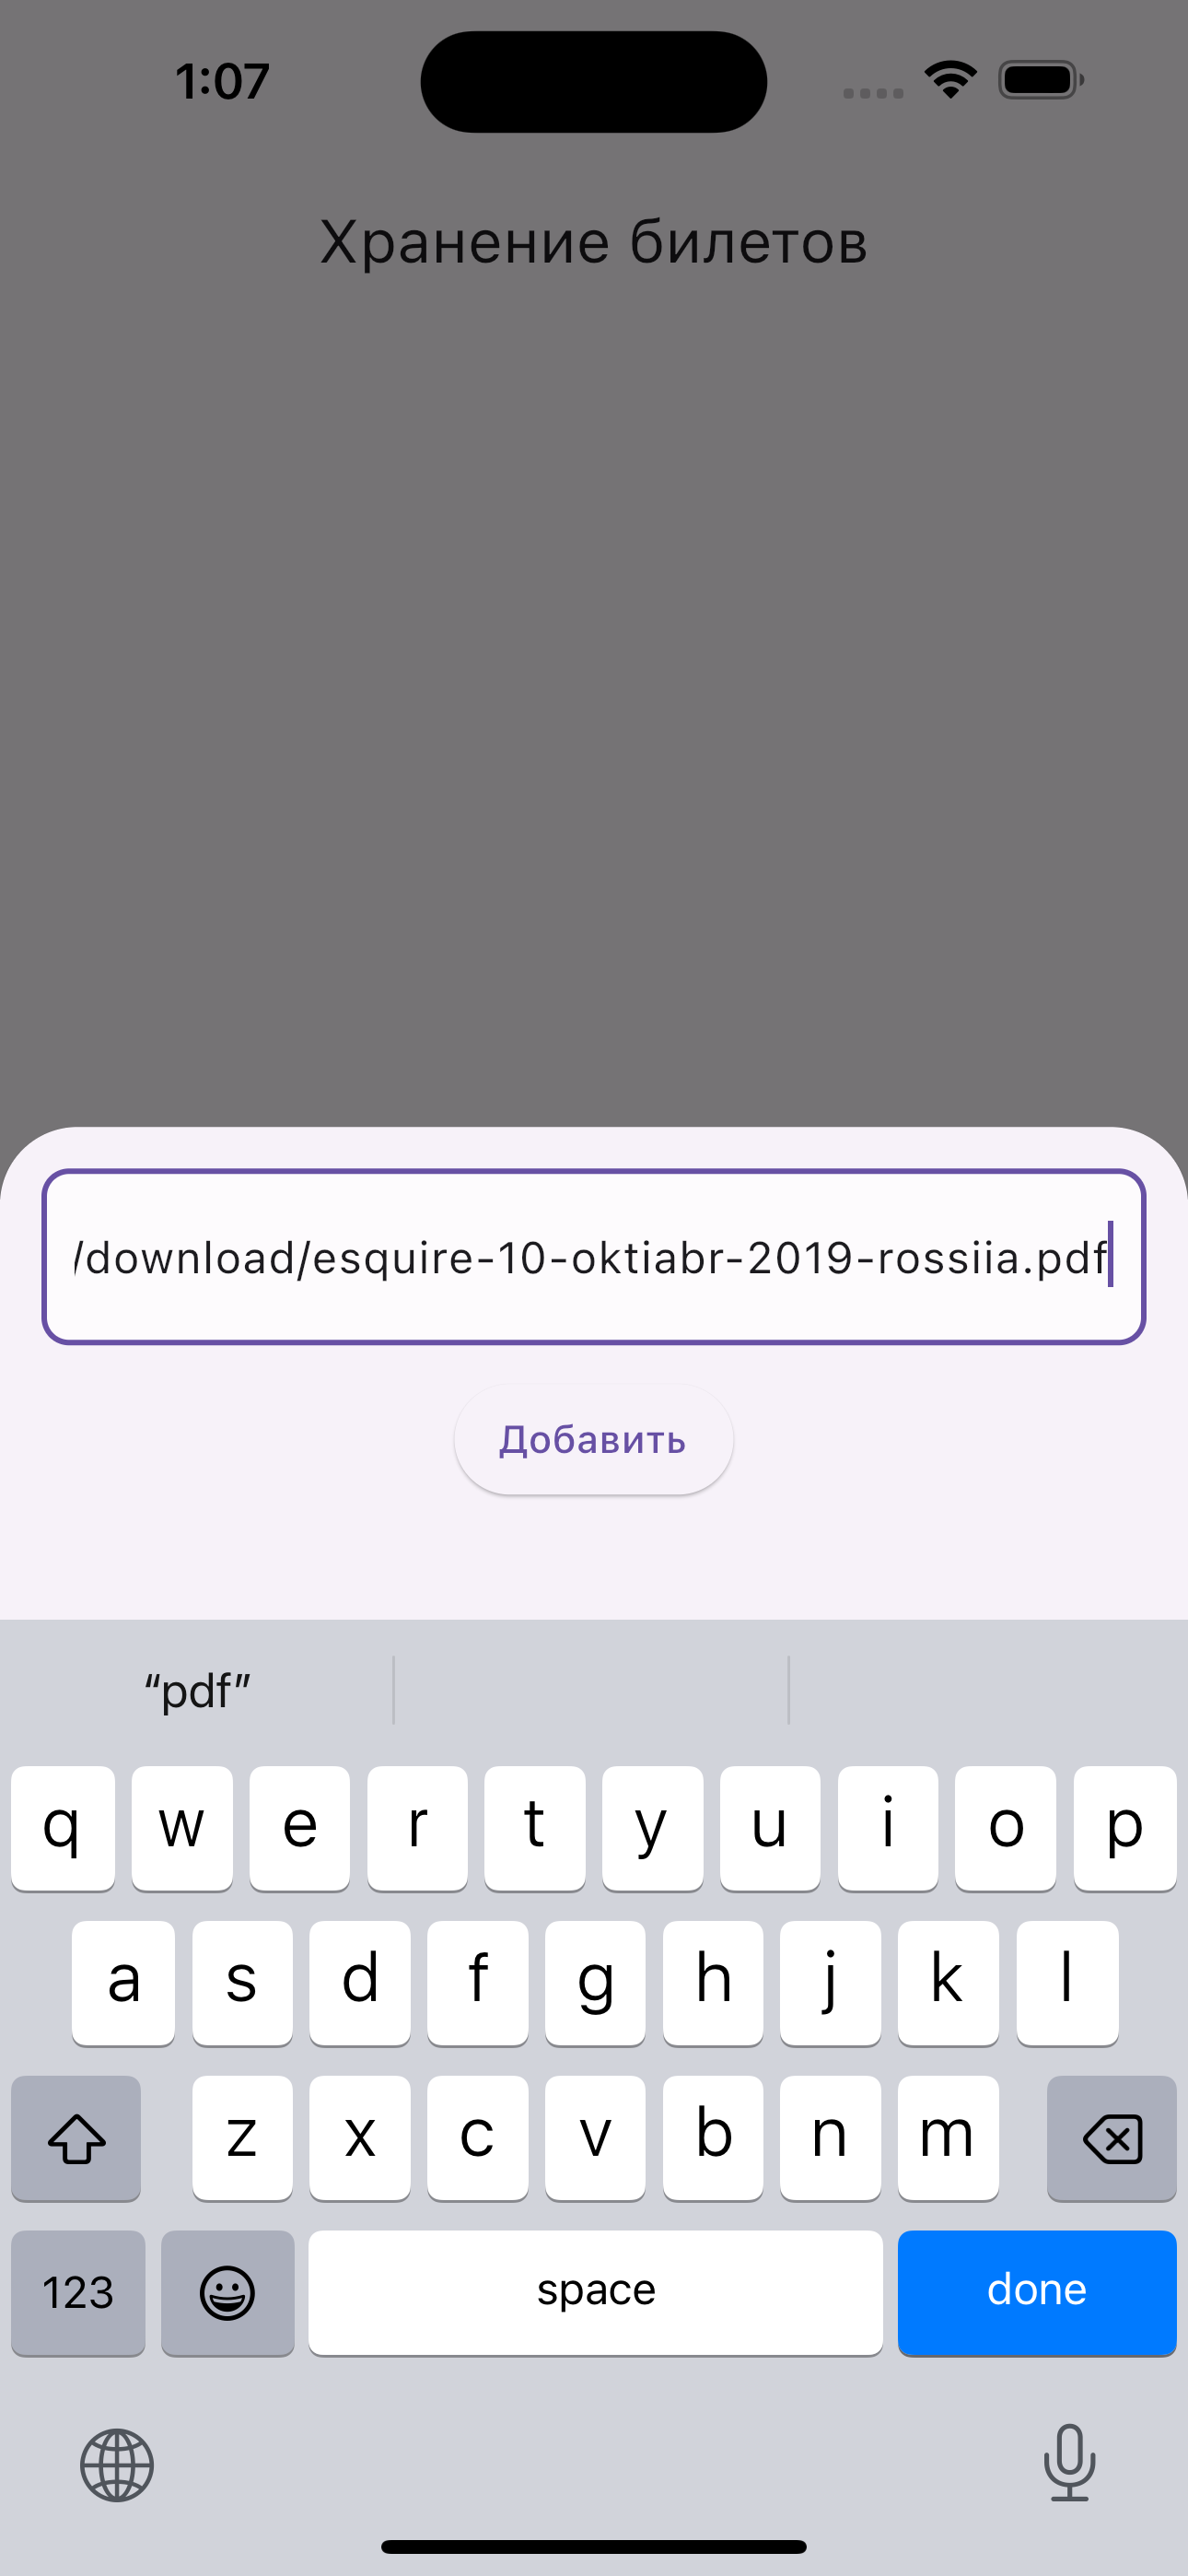 1:07
Хранение билетов
/download/esquire-10-oktiabr-2019-rossiia.pdf
Добавить
“pdf”
q w e r t y u i o p
a s d f g h j k l
z x c v b n m
123 space done